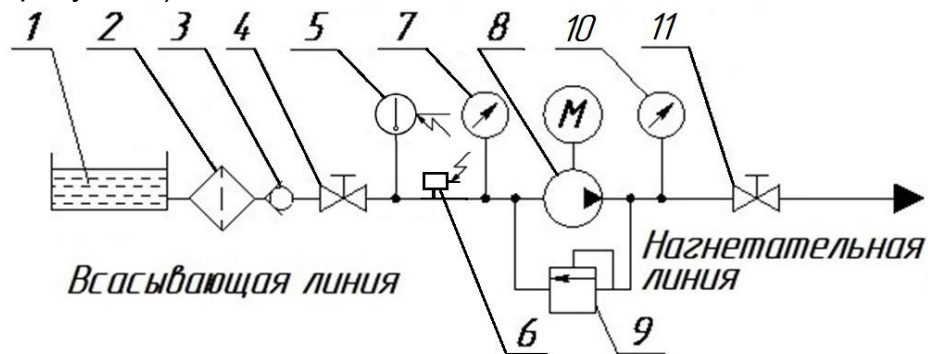 1 2 3 4 5 7 8 10 11
М
Всасывающая линия
Нагнетательная
линия
6 9